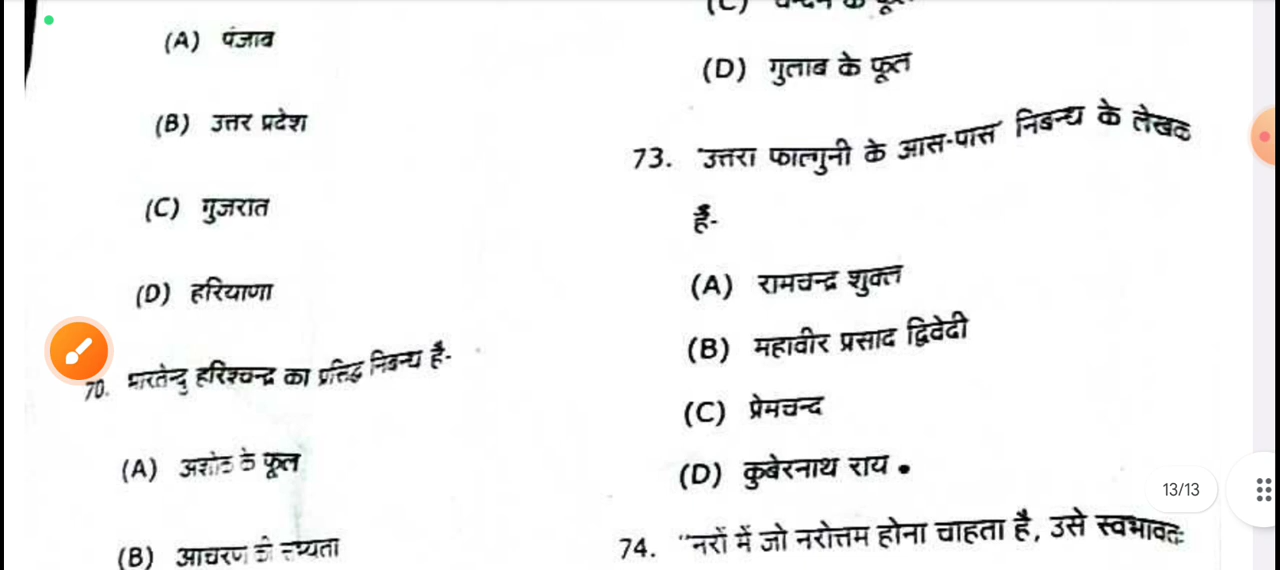 (A) पंजाब
(B) उत्तर प्रदेश
(C) गुजरात
(D) हरियाणा
70. भारतेन्दु हरिश्चन्द्र का प्रसिद्ध निबन्ध है-
(A) अशोक के फूल
(B) आचरण की सभ्यता
(C)
(D) गुलाब के फूल
73. 'उत्तरा फाल्गुनी के आस-पास' निबन्ध के लेखक
हैं-
(A) रामचन्द्र शुक्ल
(B) महावीर प्रसाद द्विवेदी
(C) प्रेमचन्द
(D) कुबेरनाथ राय
74. "नरों में जो नरोत्तम होना चाहता है, उसे स्वभावतः
13/13